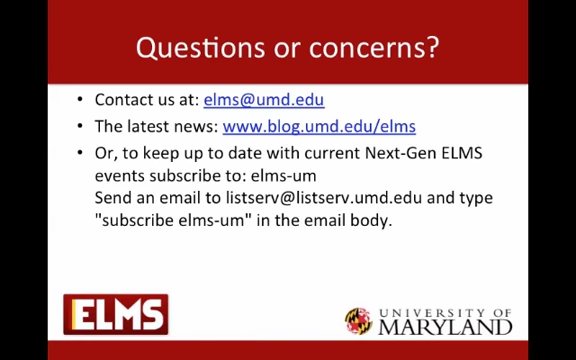 Questions or concerns?
• Contact us at: elms@umd.edu
• The latest news: www.blog.umd.edu/elms
• Or, to keep up to date with current Next-Gen ELMS
events subscribe to: elms-um
Send an email to listserv@listserv.umd.edu and type
"subscribe elms-um" in the email body.
ELMS
UNIVERSITY OF
MARYLAND